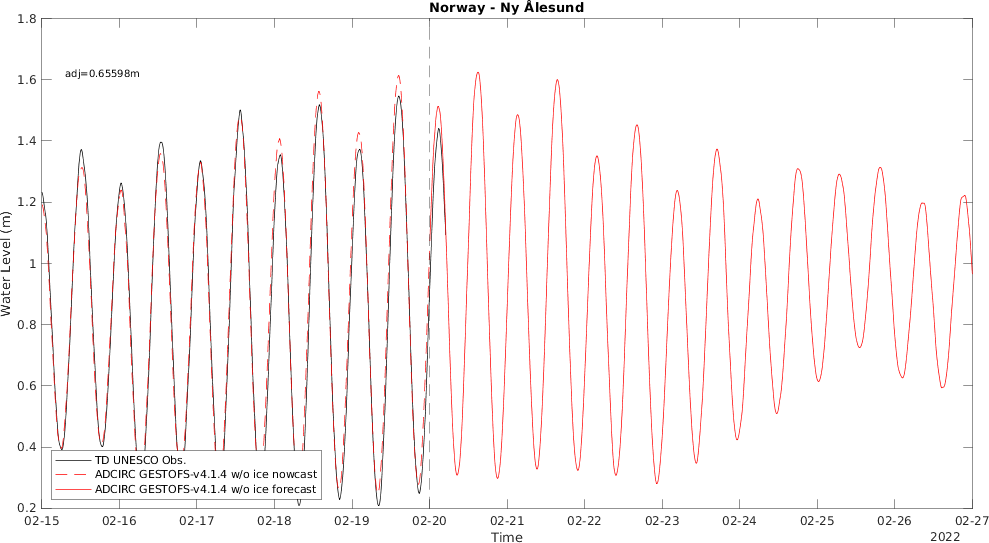 Norway - Ny Ålesund
1.8
1.6
1.4
1.2
1
0.8
0.6
0.4
0.2
Water Level (m)
adj=0.65598m
TD UNESCO Obs.
ADCIRC GESTOFS-v4.1.4 w/o ice nowcast
ADCIRC GESTOFS-v4.1.4 w/o ice forecast
02-15 02-16 02-17 02-18 02-19 02-20 02-21 02-22 02-23 02-24 02-25 02-26 02-27
Time
2022